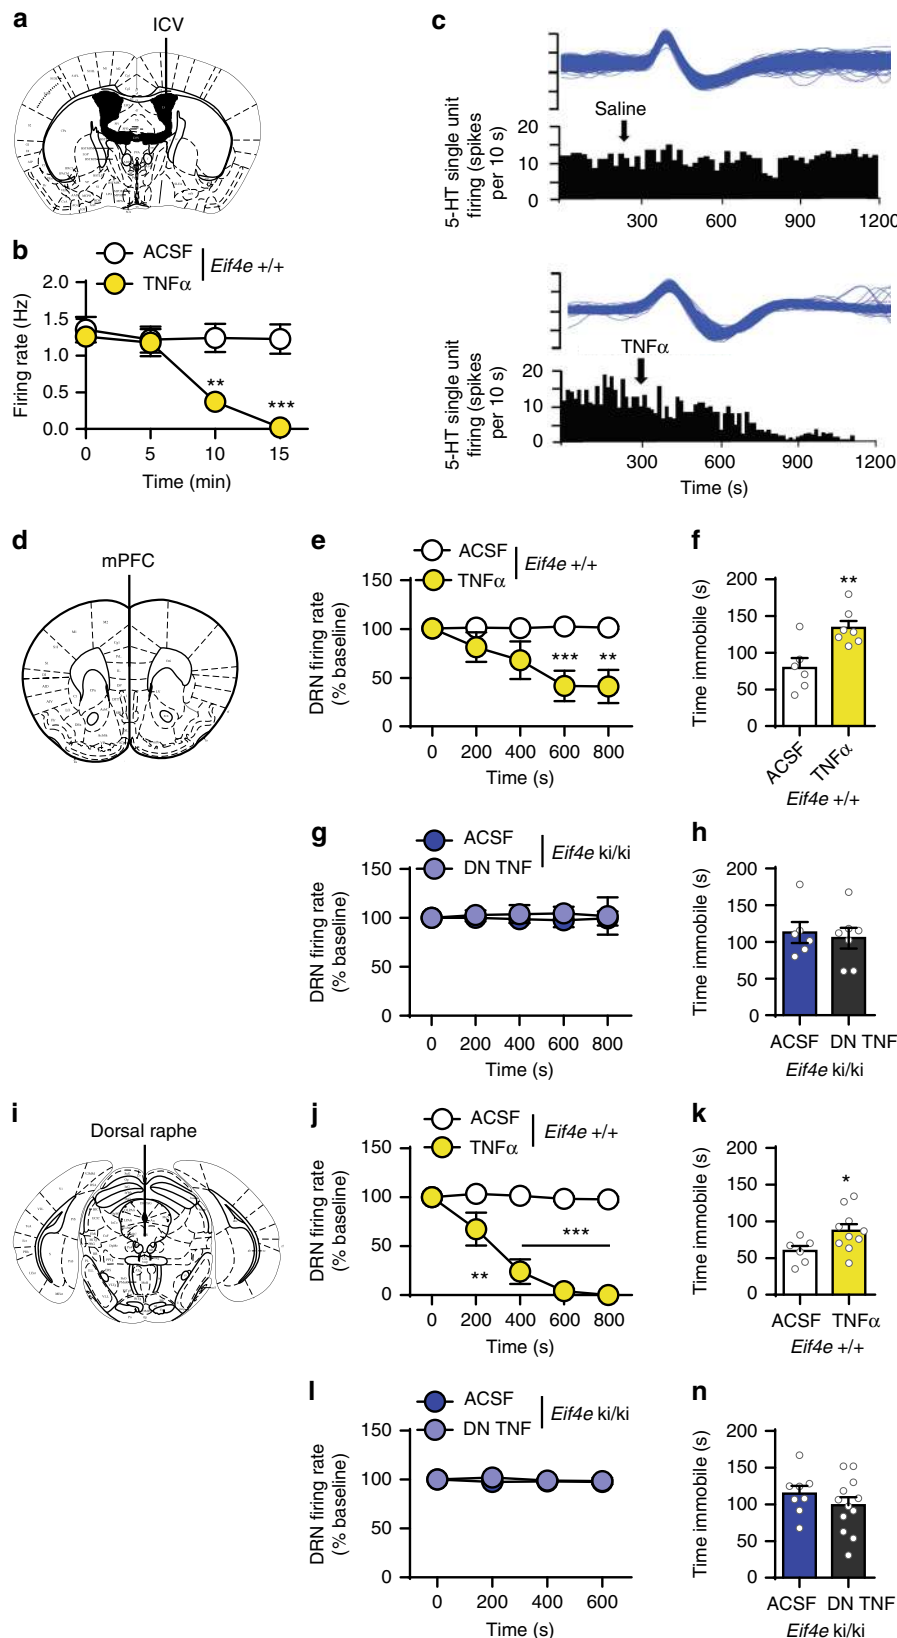 a
ICV
b
ACSF
TNFα
Eif4e +/+
Firing rate (Hz)
2.0
1.5
1.0
0.5
0.0
**
***
0 5 10 15
Time (min)
c
Saline
5-HT single unit
firing (spikes
per 10 s)
20
10
0
300 600 900 1200
TNFα
5-HT single unit
firing (spikes
per 10 s)
20
10
0
300 600 900 1200
Time (s)
d
mPFC
e
ACSF
TNFα
Eif4e +/+
DRN firing rate
(% baseline)
150
100
50
0
*** **
0 200 400 600 800
Time (s)
f
Time immobile (s)
200
150
100
50
0
**
ACSF TNFα
Eif4e +/+
g
ACSF
DN TNF
Eif4e ki/ki
DRN firing rate
(% baseline)
150
100
50
0
0 200 400 600 800
Time (s)
h
Time immobile (s)
200
150
100
50
0
ACSF DN TNF
Eif4e ki/ki
i
Dorsal raphe
j
ACSF
TNFα
Eif4e +/+
DRN firing rate
(% baseline)
150
100
50
0
**
***
0 200 400 600 800
Time (s)
k
Time immobile (s)
200
150
100
50
0
*
ACSF TNFα
Eif4e +/+
l
ACSF
DN TNF
Eif4e ki/ki
DRN firing rate
(% baseline)
150
100
50
0
0 200 400 600
Time (s)
n
Time immobile (s)
200
150
100
50
0
ACSF DN TNF
Eif4e ki/ki